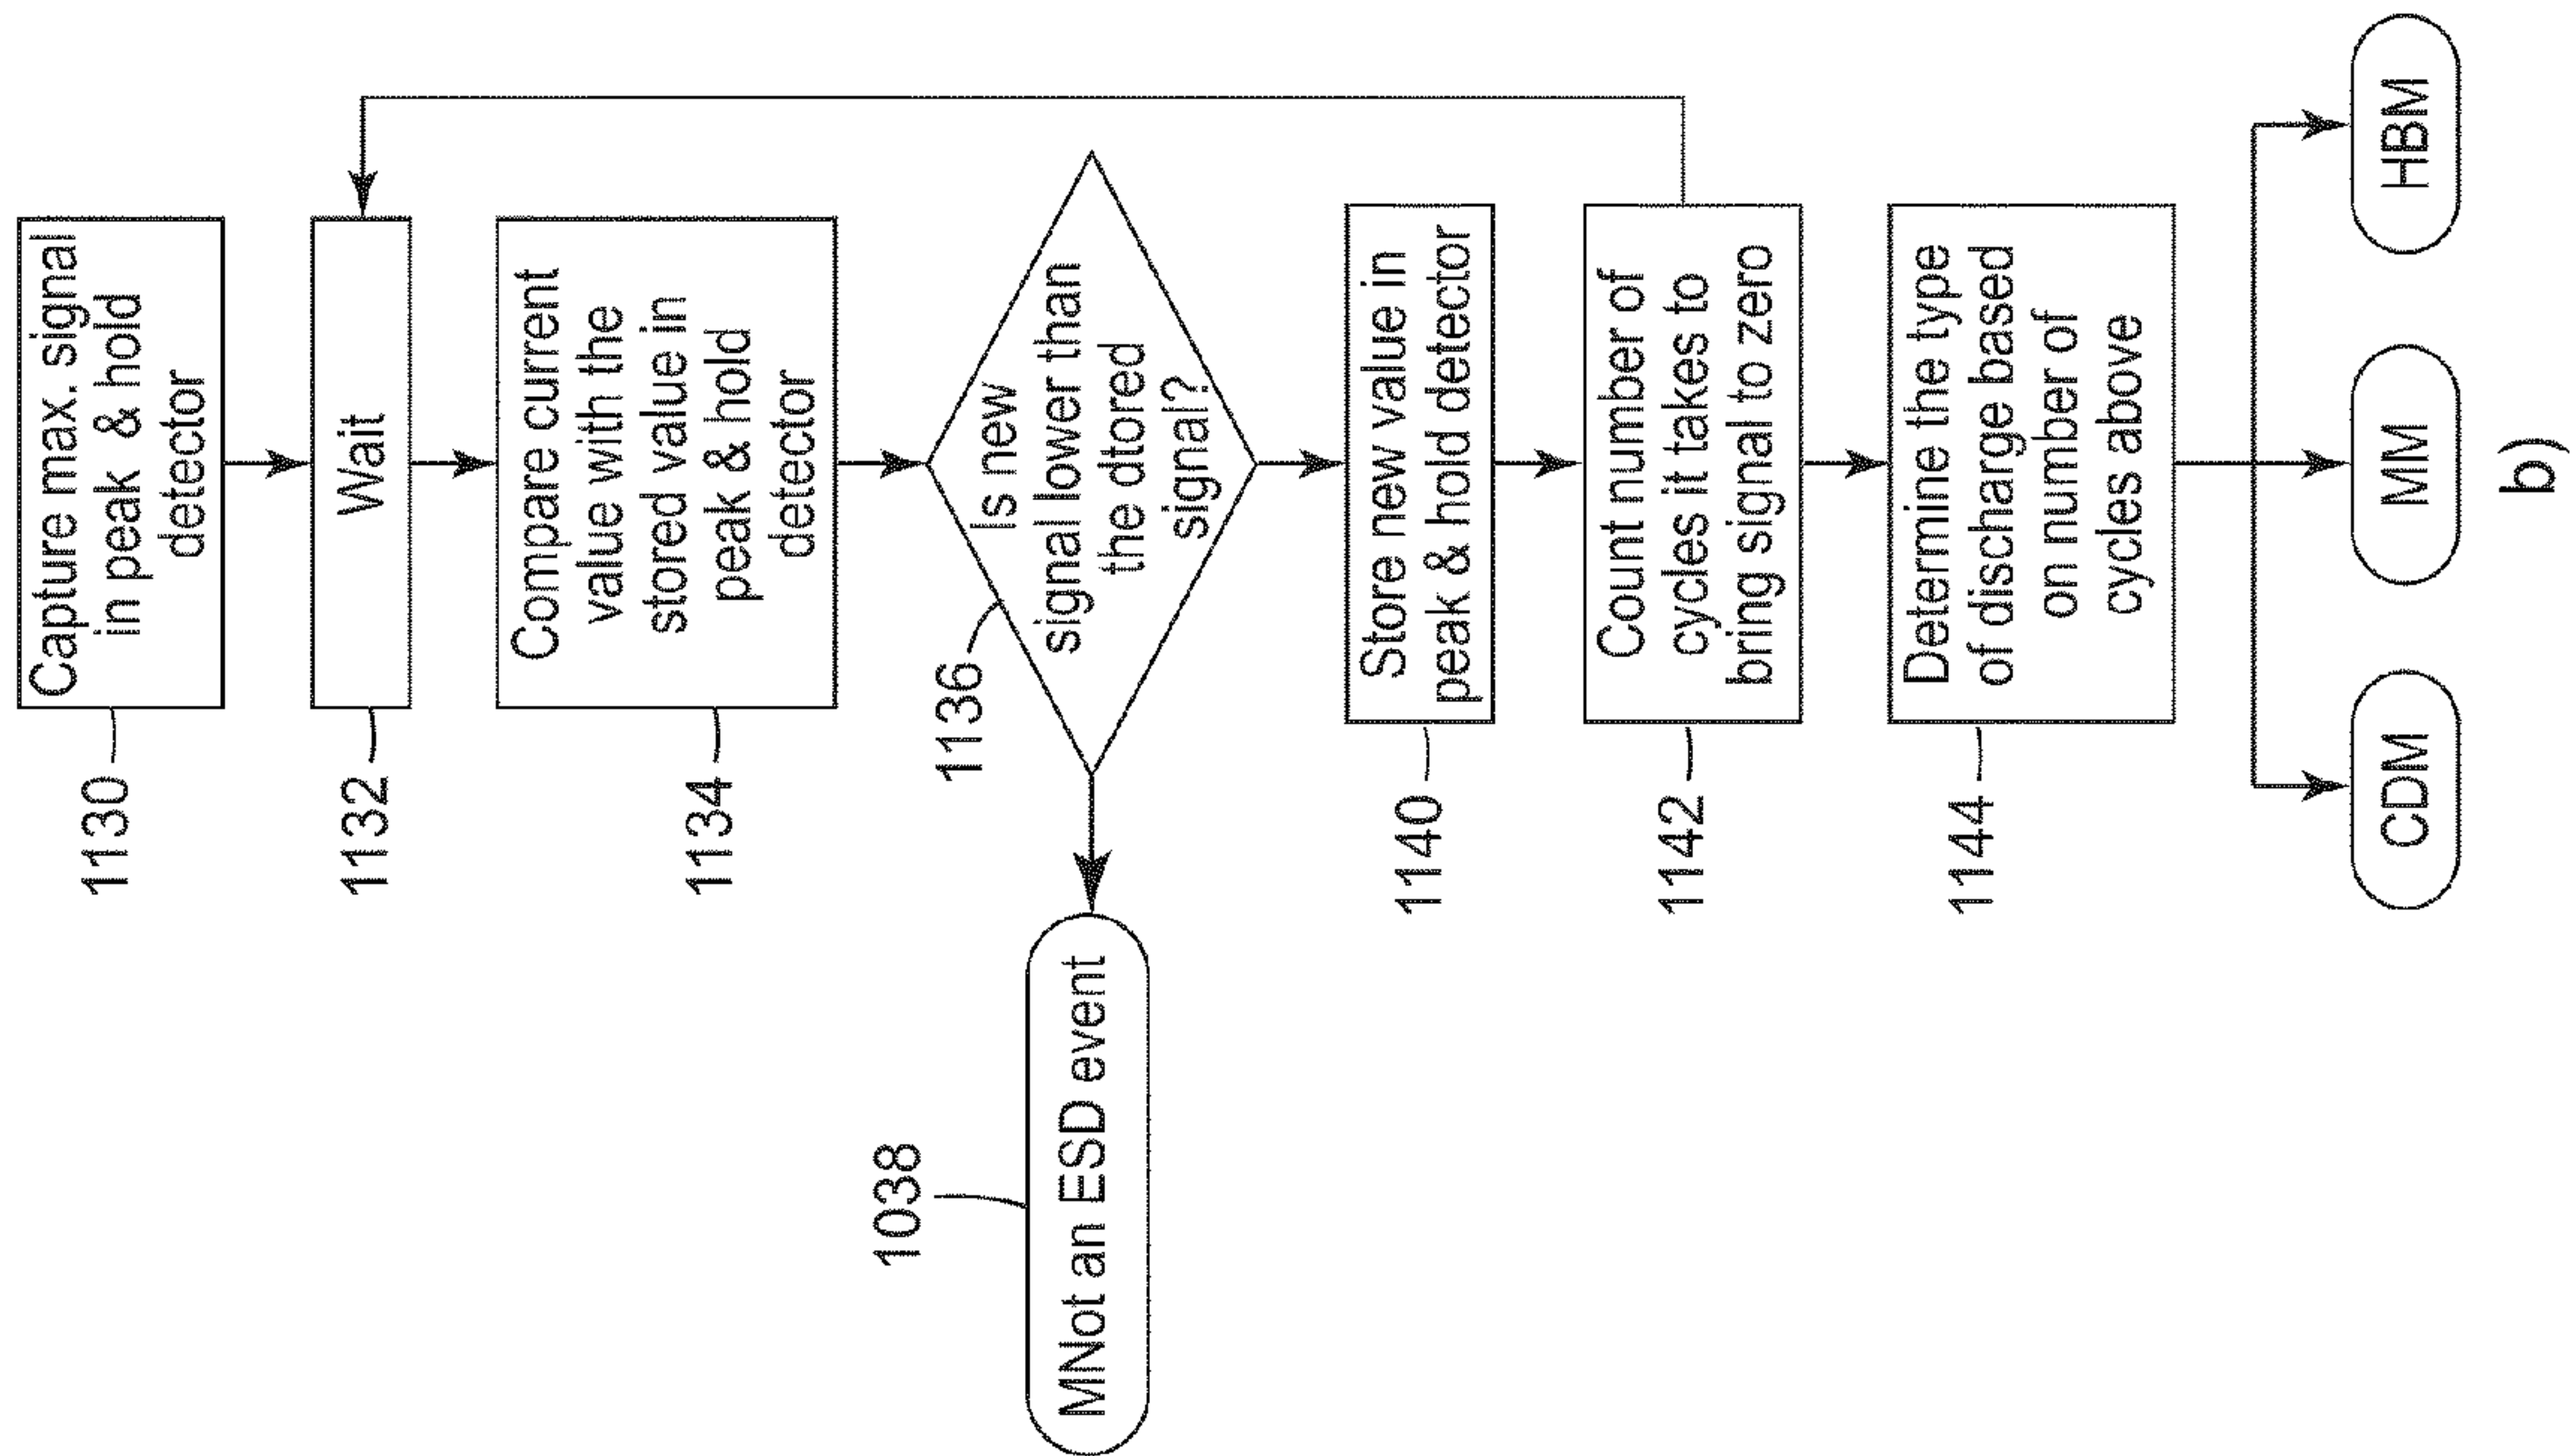 Capture max. signal
in peak & hold
detector
1130
Wait
1132
Compare current
value with the
stored value in
peak & hold
detector
1134
Is new
signal lower than
the dtored
signal?
1136
MNot an ESD event
1038
Store new value in
peak & hold detector
1140
Count number of
cycles it takes to
bring signal to zero
1142
Determine the type
of discharge based
on number of
cycles above
1144
CDM
MM
HBM
b)